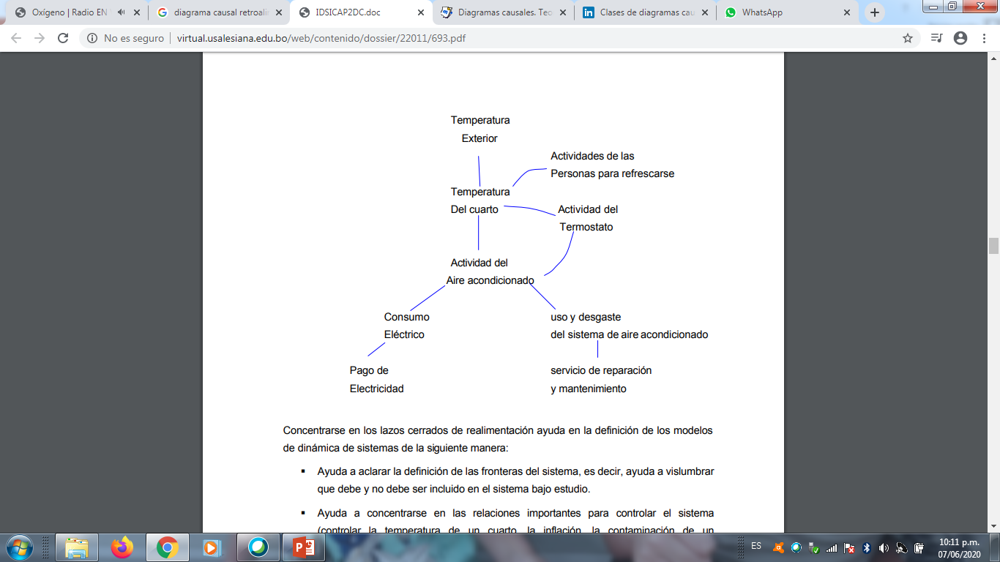 Oxígeno | Radio EN
diagrama causal retroali
IDSICAP2DC.doc
Diagramas causales. Teo
Clases de diagramas cau
WhatsApp
No es seguro | virtual.usalesiana.edu.bo/web/contenido/dossier/22011/693.pdf
Temperatura
Exterior
Actividades de las
Personas para refrescarse
Temperatura
Del cuarto
Actividad del
Termostato
Actividad del
Aire acondicionado
Consumo
Eléctrico
uso y desgaste
del sistema de aire acondicionado
Pago de
Electricidad
servicio de reparación
y mantenimiento
Concentrarse en los lazos cerrados de realimentación ayuda en la definición de los modelos
de dinámica de sistemas de la siguiente manera:
▪ Ayuda a aclarar la definición de las fronteras del sistema, es decir, ayuda a vislumbrar
que debe y no debe ser incluido en el sistema bajo estudio.
▪ Ayuda a concentrarse en las relaciones importantes para controlar el sistema
(controlar la temperatura de un cuarto, la inflación, la contaminación de un
ES
10:11 p.m.
07/06/2020